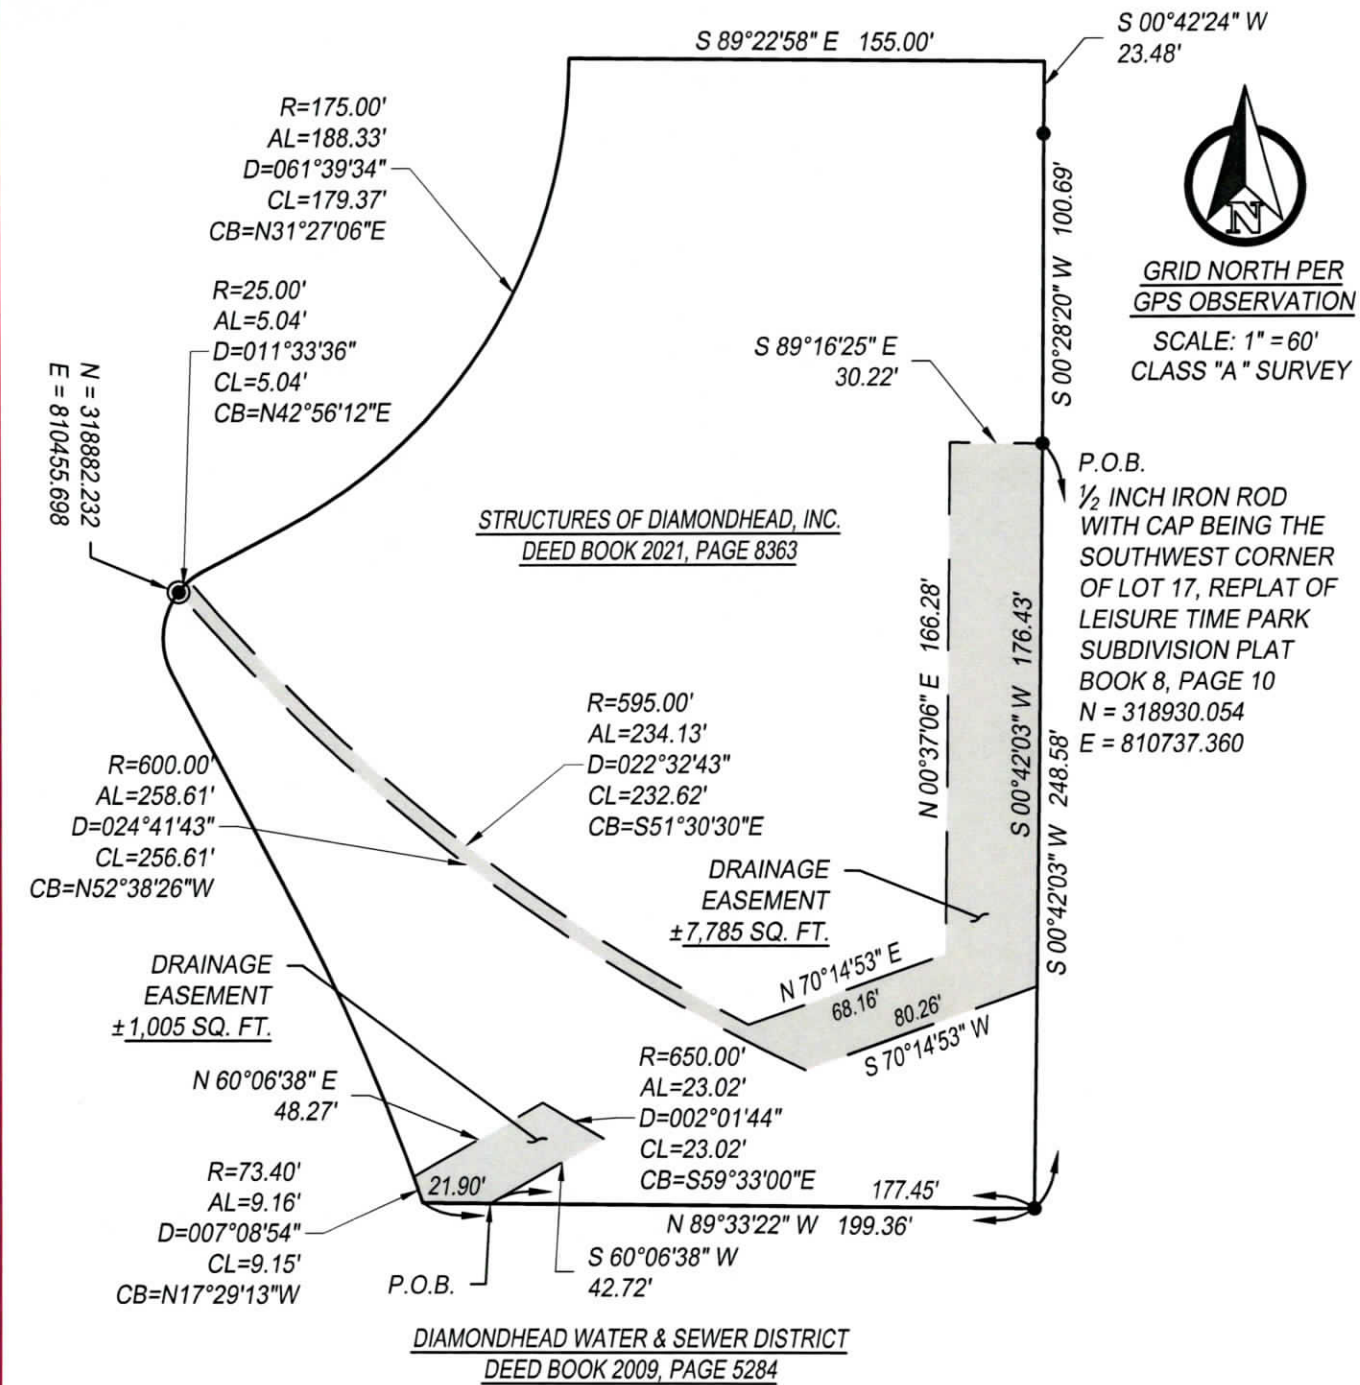 S 89°22'58" E   155.00'
S 00°42'24" W
23.48'
R=175.00'
AL=188.33'
D=061°39'34"
CL=179.37'
CB=N31°27'06"E
S 00°28'20" W   100.69'
N
GRID NORTH PER
GPS OBSERVATION
SCALE: 1" = 60'
CLASS "A" SURVEY
R=25.00'
AL=5.04'
D=011°33'36"
CL=5.04'
CB=N42°56'12"E
N = 318882.232
E = 810455.698
S 89°16'25" E
30.22'
P.O.B.
½ INCH IRON ROD
WITH CAP BEING THE
SOUTHWEST CORNER
OF LOT 17, REPLAT OF
LEISURE TIME PARK
SUBDIVISION PLAT
BOOK 8, PAGE 10
N = 318930.054
E = 810737.360
STRUCTURES OF DIAMONDHEAD, INC.
DEED BOOK 2021, PAGE 8363
N 00°37'06" E   166.28'
S 00°42'03" W   176.43'
S 00°42'03" W   248.58'
R=595.00'
AL=234.13'
D=022°32'43"
CL=232.62'
CB=S51°30'30"E
R=600.00'
AL=258.61'
D=024°41'43"
CL=256.61'
CB=N52°38'26"W
DRAINAGE
EASEMENT
±7,785 SQ. FT.
N 70°14'53" E
68.16'
80.26'
S 70°14'53" W
DRAINAGE
EASEMENT
±1,005 SQ. FT.
N 60°06'38" E
48.27'
R=650.00'
AL=23.02'
D=002°01'44"
CL=23.02'
CB=S59°33'00"E
R=73.40'
AL=9.16'
D=007°08'54"
CL=9.15'
CB=N17°29'13"W
21.90'
177.45'
N 89°33'22" W   199.36'
S 60°06'38" W
42.72'
P.O.B.
DIAMONDHEAD WATER & SEWER DISTRICT
DEED BOOK 2009, PAGE 5284